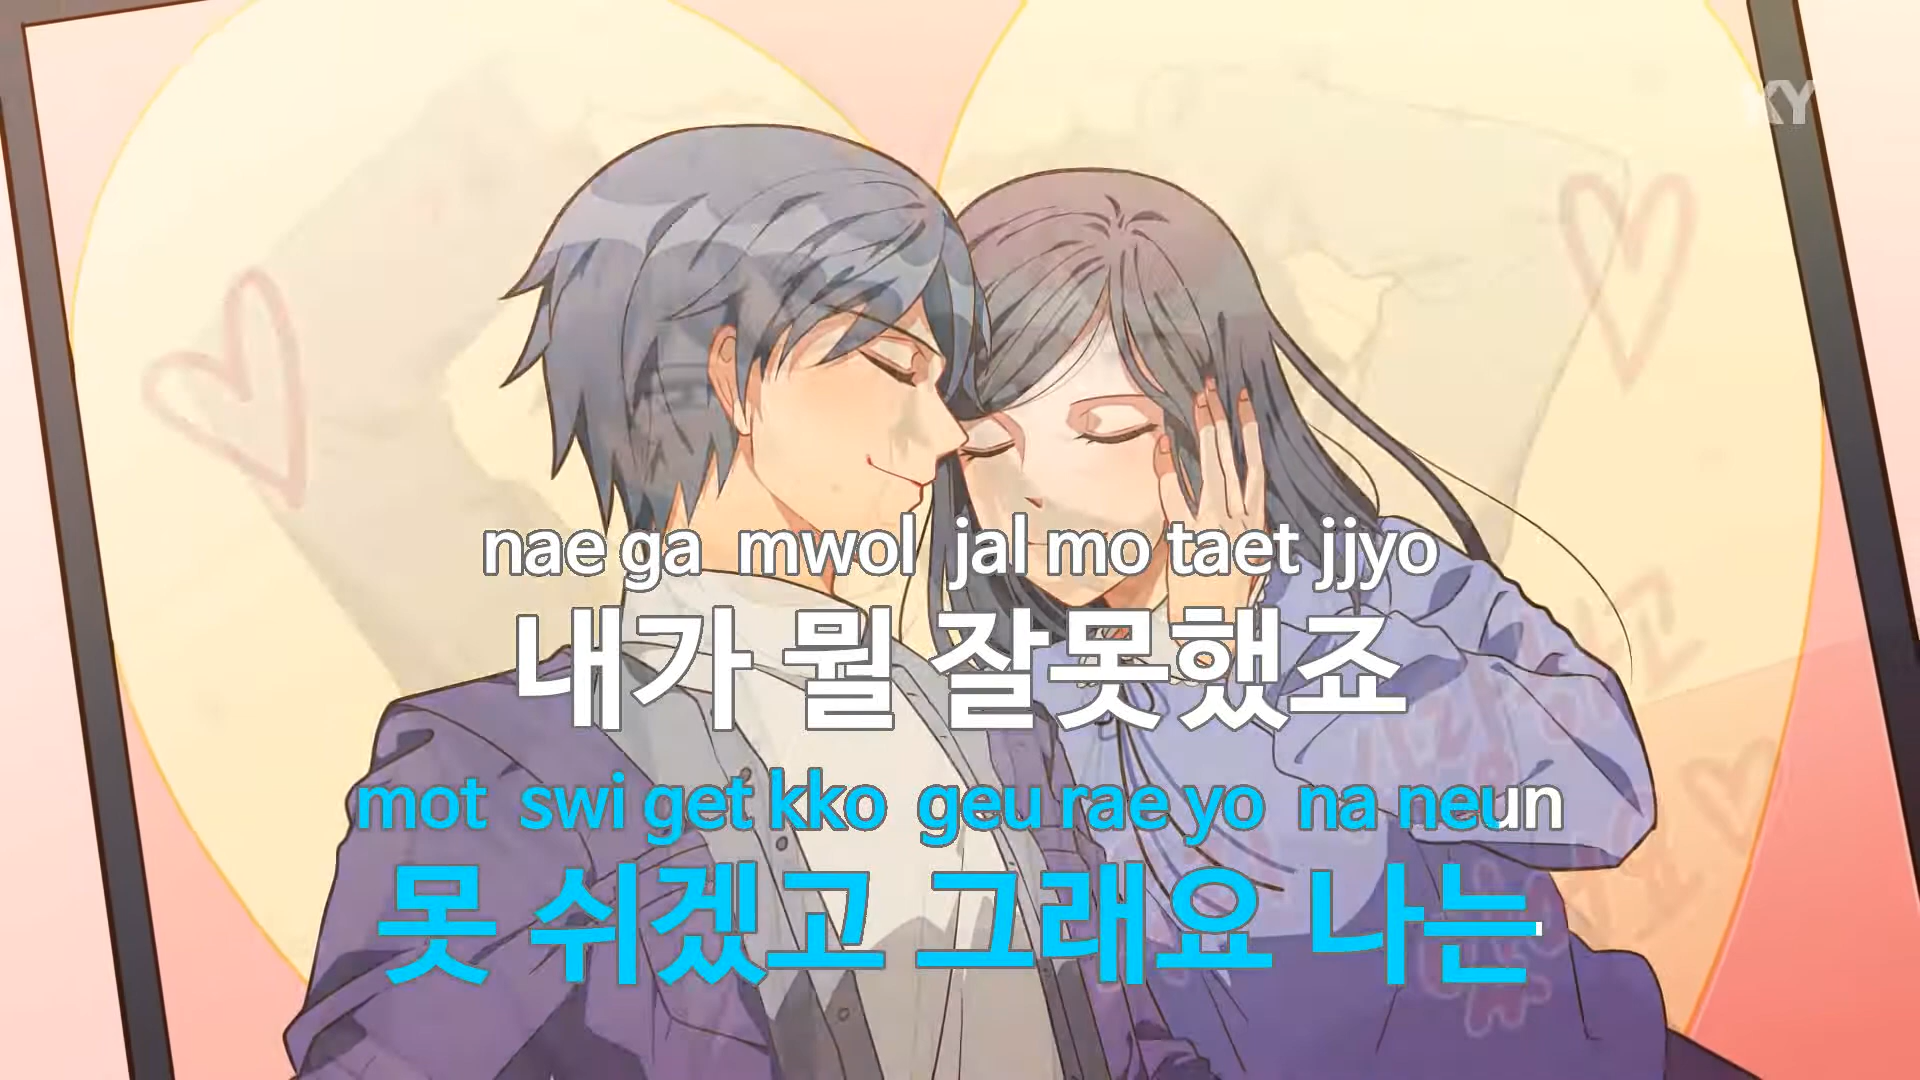 KY
nae ga mwol jal mo taet jjyo
내가 뭘 잘못했죠
mot swi get kko geu rae yo na neun
못 쉬겠고 그래요 나는